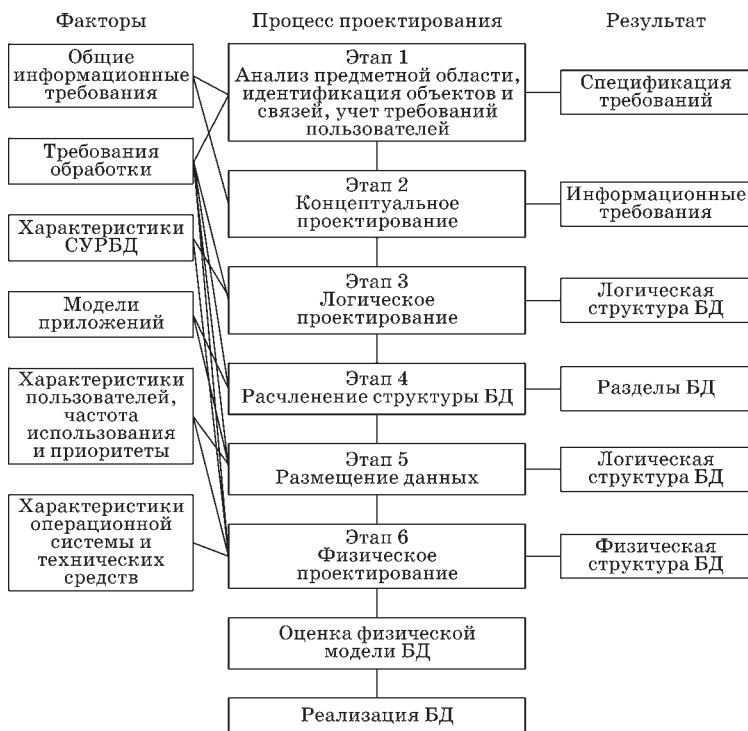 Факторы
Процесс проектирования
Результат
Общие
информационные
требования
Требования
обработки
Характеристики
СУРБД
Модели
приложений
Характеристики
пользователей,
частота
использования
и приоритеты
Характеристики
операционной
системы и
технических
средств
Этап 1
Анализ предметной области,
идентификация объектов и
связей, учет требований
пользователей
Этап 2
Концептуальное
проектирование
Этап 3
Логическое
проектирование
Этап 4
Расчленение структуры БД
Этап 5
Размещение данных
Этап 6
Физическое
проектирование
Оценка физической
модели БД
Реализация БД
Спецификация
требований
Информационные
требования
Логическая
структура БД
Разделы БД
Логическая
структура БД
Физическая
структура БД